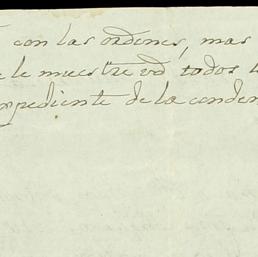 con las ordenes, mas
le muestre vd todos
expediente de la conden